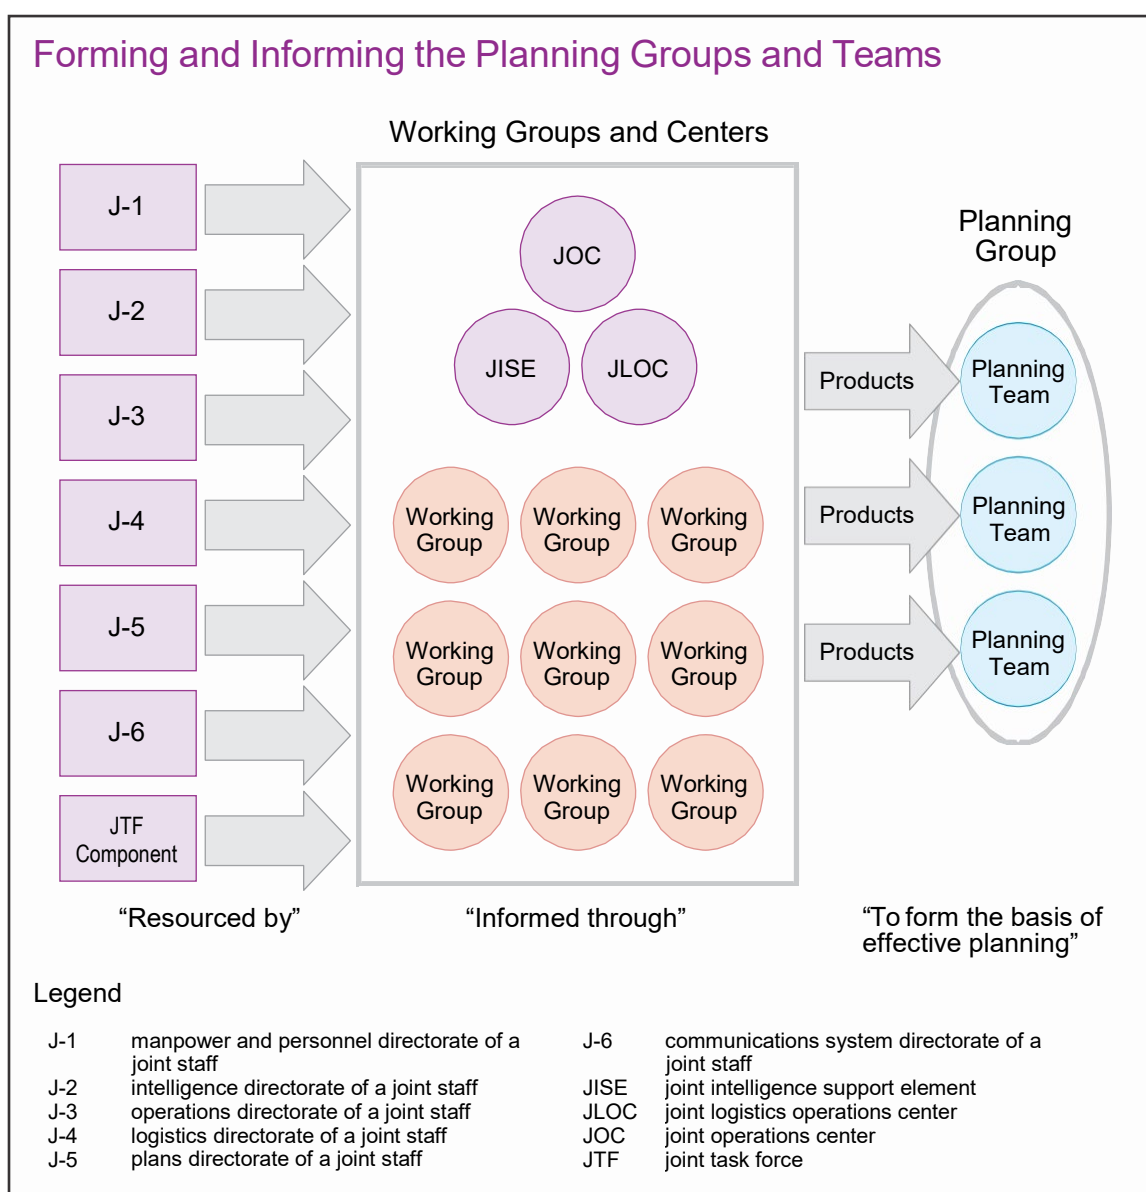 Forming and Informing the Planning Groups and Teams
Working Groups and Centers
J-1
J-2
J-3
J-4
J-5
J-6
JTF
Component
JOC
JISE
JLOC
Working
Group
Working
Group
Working
Group
Working
Group
Working
Group
Working
Group
Working
Group
Working
Group
Working
Group
Products
Products
Products
Planning
Group
Planning
Team
Planning
Team
Planning
Team
“Resourced by”
“Informed through”
“To form the basis of
effective planning”
Legend
J-1 manpower and personnel directorate of a
joint staff
J-2 intelligence directorate of a joint staff
J-3 operations directorate of a joint staff
J-4 logistics directorate of a joint staff
J-5 plans directorate of a joint staff
J-6 communications system directorate of a
joint staff
JISE joint intelligence support element
JLOC joint logistics operations center
JOC joint operations center
JTF joint task force